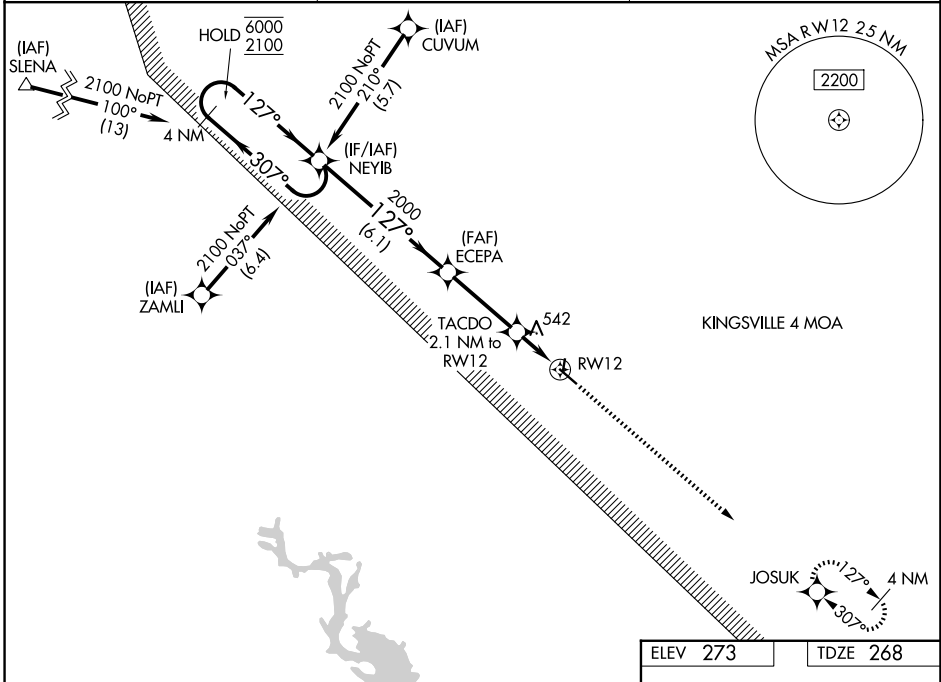 (IAF)
SLENA
2100 NoPT
100°
(13)
HOLD 6000
2100
(IAF)
CUVUM
2100 NoPT
210°
(5.7)
MSA RW12 25 NM
2200
127°
4 NM
307°
(IF/IAF)
NEYIB
2100 NoPT
037°
(6.4)
(IAF)
ZAMLI
2000
127°
(6.1)
(FAF)
ECEPA
TACDO
2.1 NM to
RW12
542
RW12
KINGSVILLE 4 MOA
JOSUK
127°
4 NM
307°
ELEV 273
TDZE 268